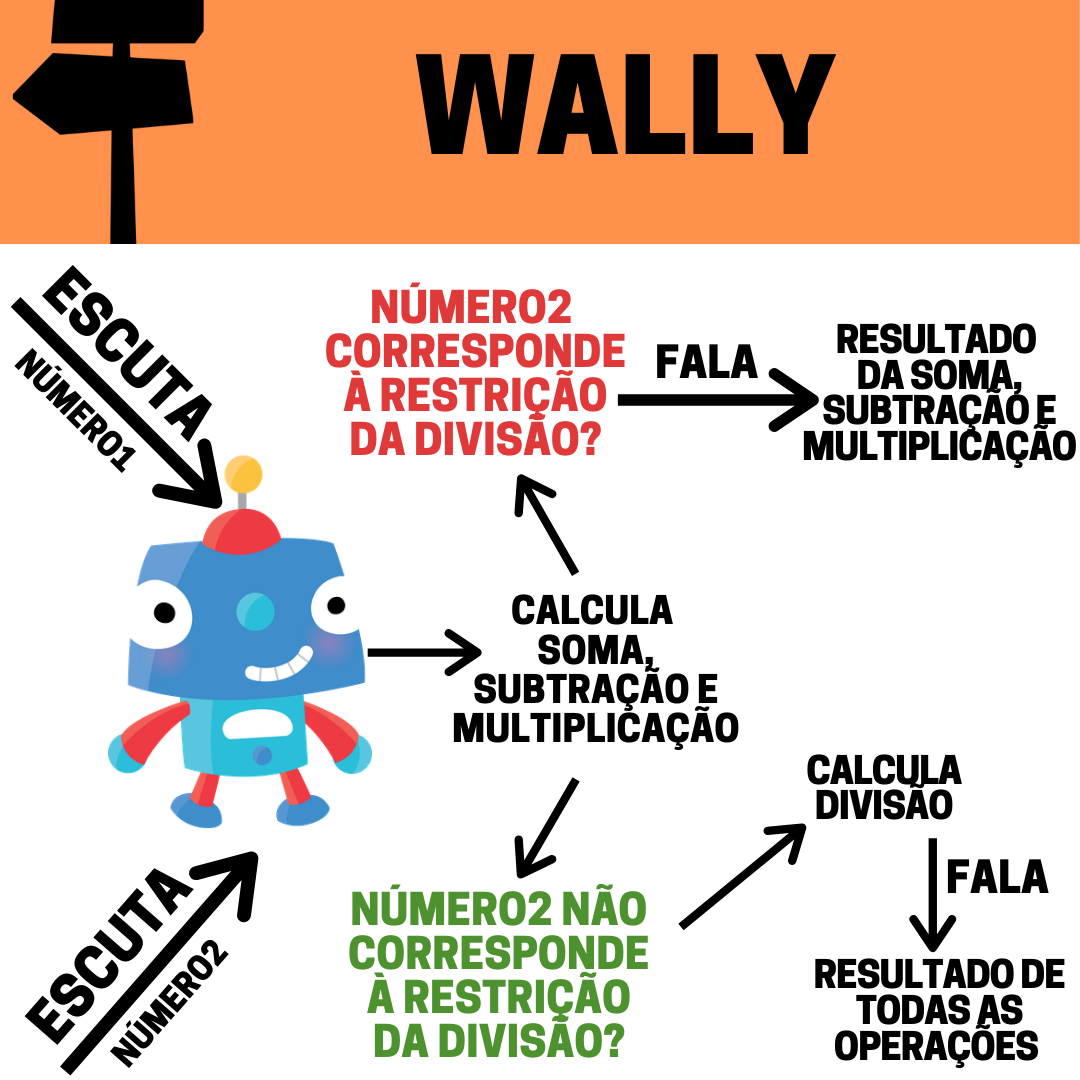 WALLY
ESCUTA
NÚMERO1
NÚMERO2
CORRESPONDE
À RESTRIÇÃO
DA DIVISÃO?
FALA
RESULTADO
DA SOMA,
SUBTRAÇÃO E
MULTIPLICAÇÃO
CALCULA
SOMA,
SUBTRAÇÃO E
MULTIPLICAÇÃO
ESCUTA
NÚMERO2
NÚMERO2 NÃO
CORRESPONDE
À RESTRIÇÃO
DA DIVISÃO?
CALCULA
DIVISÃO
FALA
RESULTADO DE
TODAS AS
OPERAÇÕES